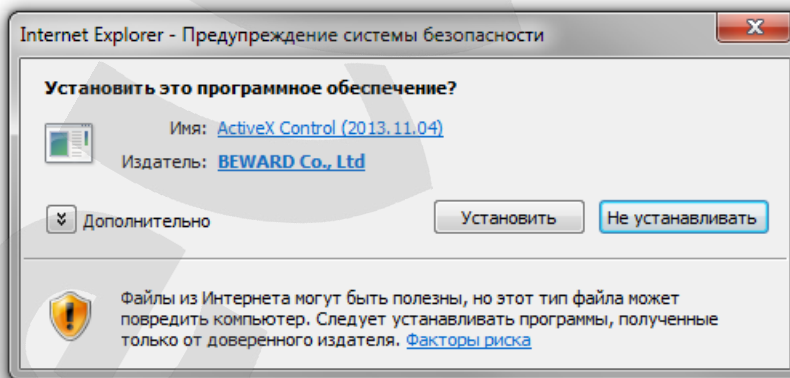 Internet Explorer - Предупреждение системы безопасности
Установить это программное обеспечение?
Имя: ActiveX Control (2013.11.04)
Издатель: BEWARD Co., Ltd
Дополнительно
Установить
Не устанавливать
Файлы из Интернета могут быть полезны, но этот тип файла может
повредить компьютер. Следует устанавливать программы, полученные
только от доверенного издателя. Факторы риска